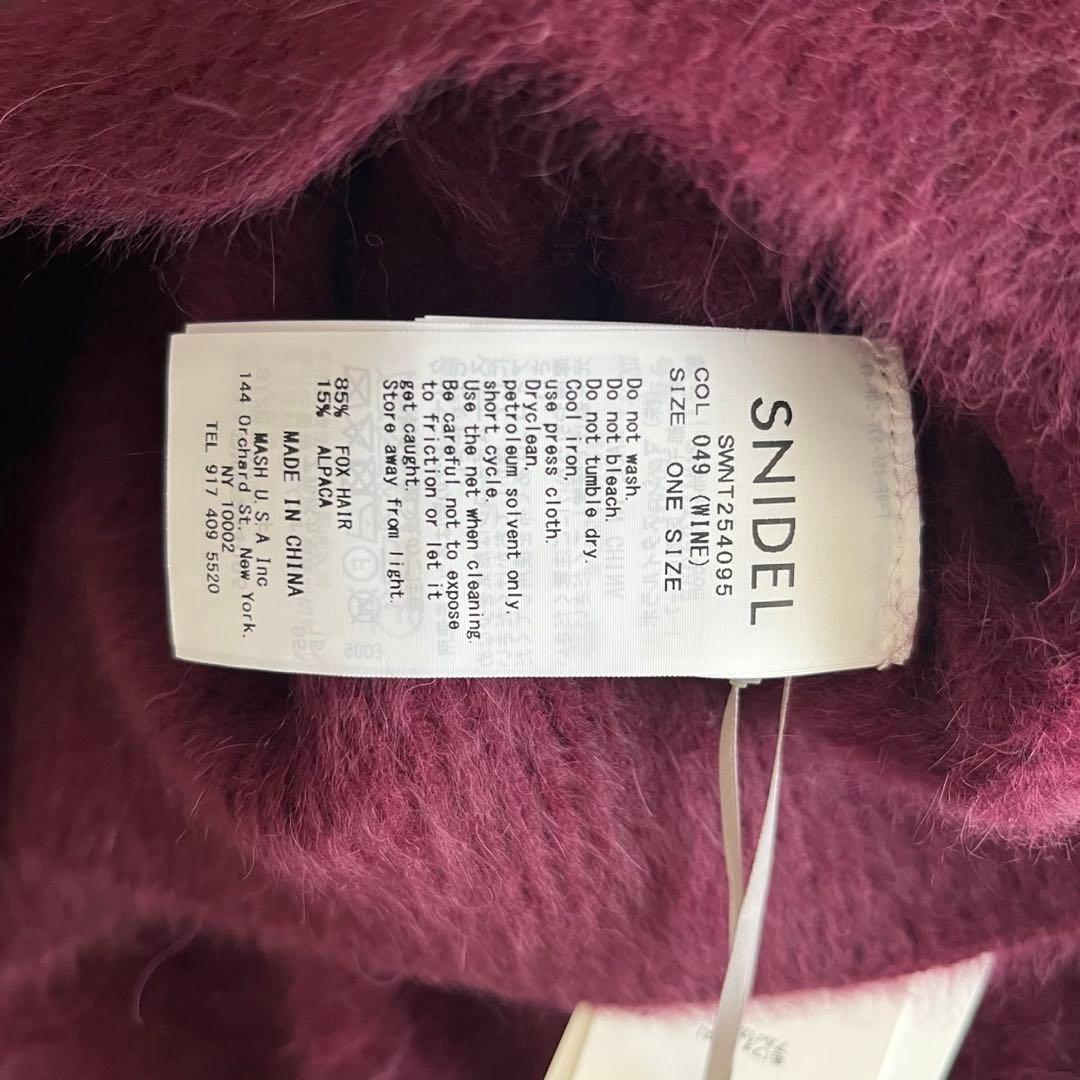 SNIDEL
SWNT254095
COL 049 (WINE)
SIZE ONE SIZE
Do not wash.
Do not bleach.
Do not tumble dry.
Cool iron,
use press cloth.
Dryclean,
petroleum solvent only,
short cycle.
Use the net when cleaning.
Be careful not to expose
to friction or let it
get caught.
Store away from light.
85% FOX HAIR
15% ALPACA
MADE IN CHINA
MASH U.S.A Inc
144 Orchard St. New York.
NY 10002
TEL 917 409 5520